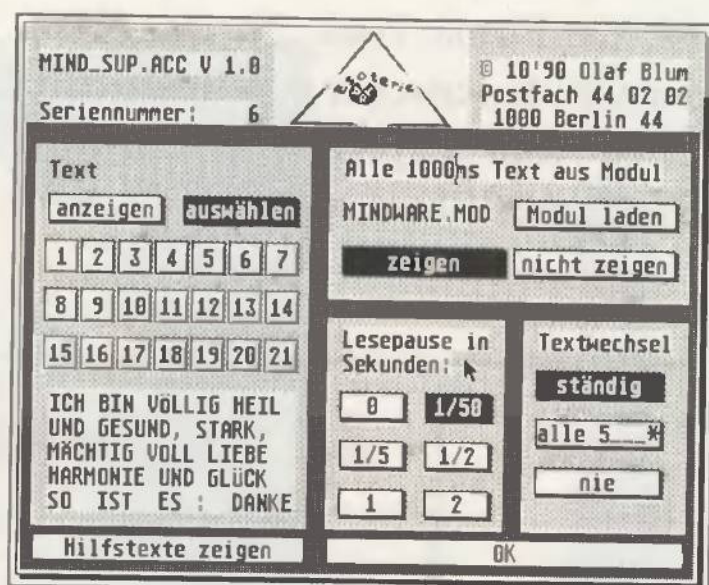 MIND_SUP.ACC V 1.0
Seriennummer: 6
Esoterie
© 10'90 Olaf Blum
Postfach 44 02 02
1000 Berlin 44
Text
anzeigen auswählen
1 2 3 4 5 6 7
8 9 10 11 12 13 14
15 16 17 18 19 20 21
ICH BIN VÖLLIG HEIL
UND GESUND, STARK,
MÄCHTIG VOLL LIEBE
HARMONIE UND GLÜCK
SO IST ES : DANKE
Hilfstexte zeigen
Alle 1000ms Text aus Modul
MINDWARE.MOD Modul laden
zeigen nicht zeigen
Lesepause in
Sekunden:
0 1/50
1/5 1/2
1 2
Textwechsel
ständig
alle 5___*
nie
OK